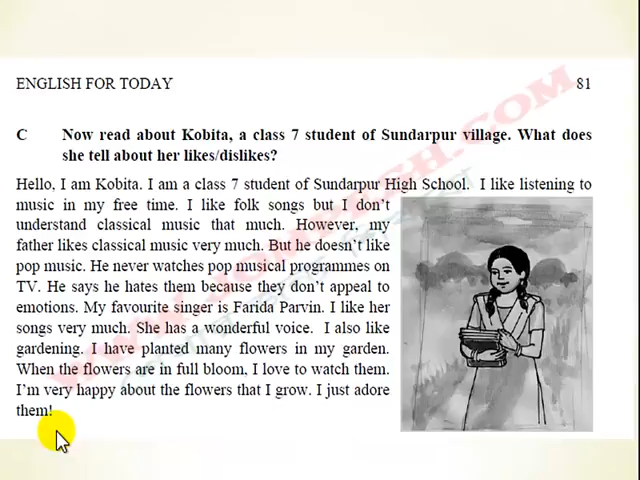 ENGLISH FOR TODAY 81
C Now read about Kobita, a class 7 student of Sundarpur village. What does
she tell about her likes/dislikes?
Hello, I am Kobita. I am a class 7 student of Sundarpur High School. I like listening to
music in my free time. I like folk songs but I don't
understand classical music that much. However, my
father likes classical music very much. But he doesn't like
pop music. He never watches pop musical programmes on
TV. He says he hates them because they don't appeal to
emotions. My favourite singer is Farida Parvin. I like her
songs very much. She has a wonderful voice. I also like
gardening. I have planted many flowers in my garden.
When the flowers are in full bloom, I love to watch them.
I'm very happy about the flowers that I grow. I just adore
them!